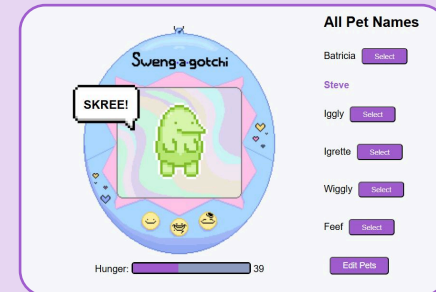 All Pet Names
Sweng-a-gotchi
Batricia Select
Steve
SKREE!
Iggly Select
Igrette Select
Wiggly Select
Feef Select
Hunger: 39
Edit Pets